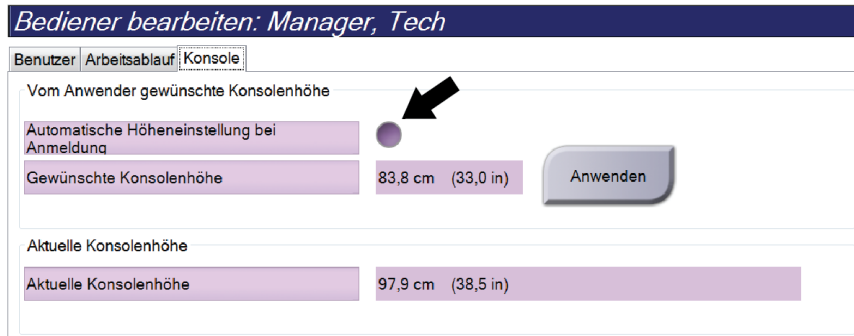 Bediener bearbeiten: Manager, Tech
Benutzer Arbeitsablauf Konsole
Vom Anwender gewünschte Konsolenhöhe
Automatische Höheneinstellung bei
Anmeldung
Gewünschte Konsolenhöhe 83,8 cm (33,0 in) Anwenden
Aktuelle Konsolenhöhe
Aktuelle Konsolenhöhe 97,9 cm (38,5 in)